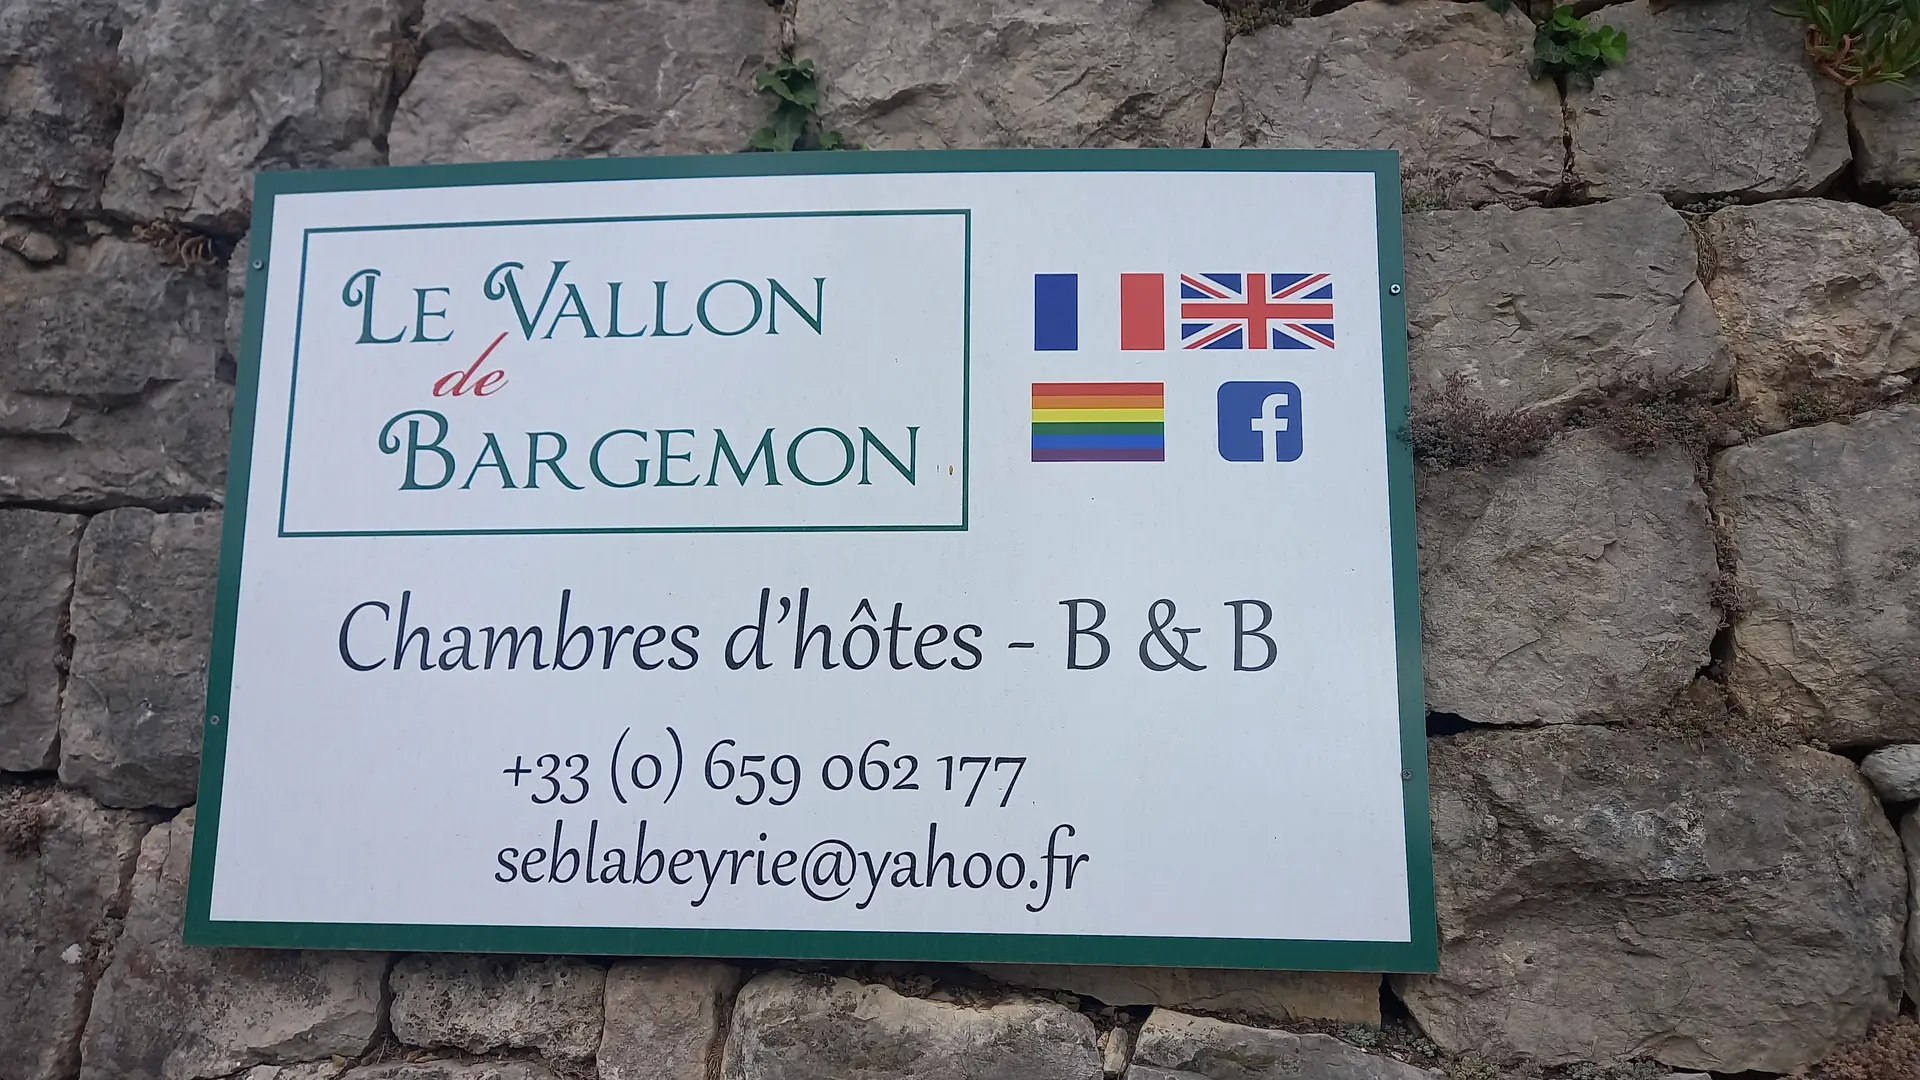 Le Vallon
de
Bargemon
f
Chambres d'hôtes - B & B
+33 (0) 659 062 177
seblabeyrie@yahoo.fr